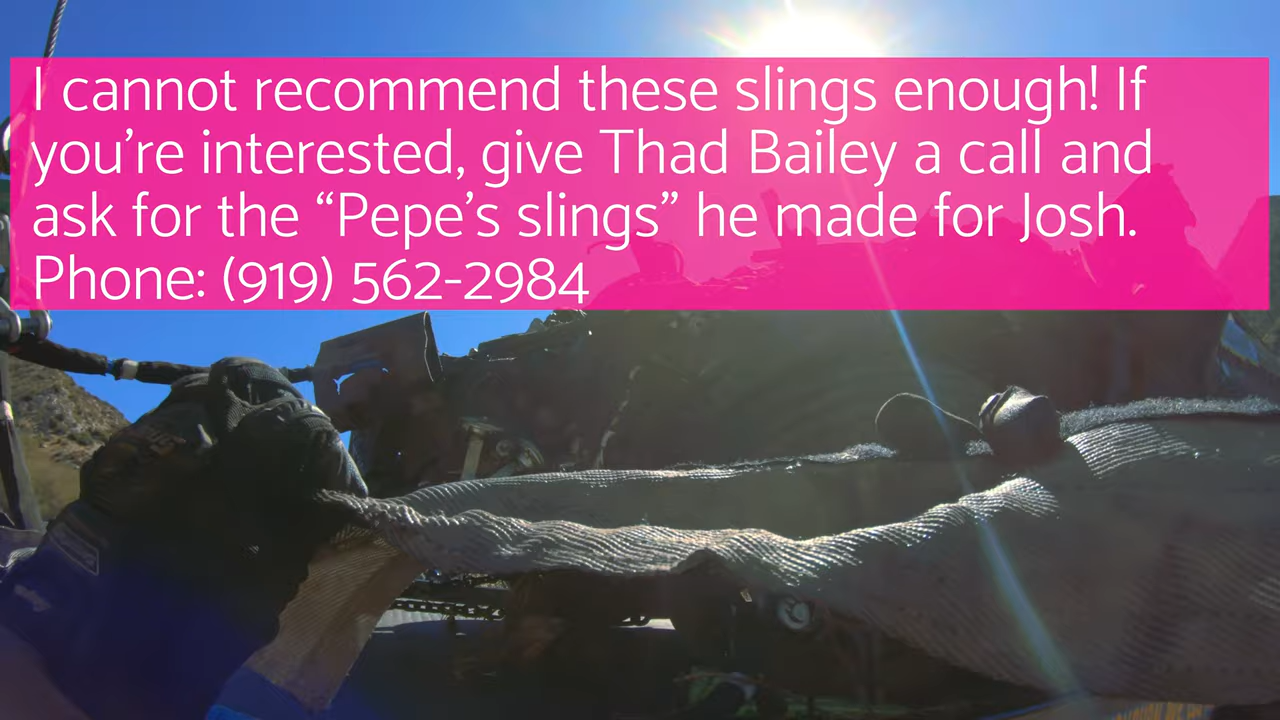 I cannot recommend these slings enough! If
you’re interested, give Thad Bailey a call and
ask for the “Pepe’s slings” he made for Josh.
Phone: (919) 562-2984